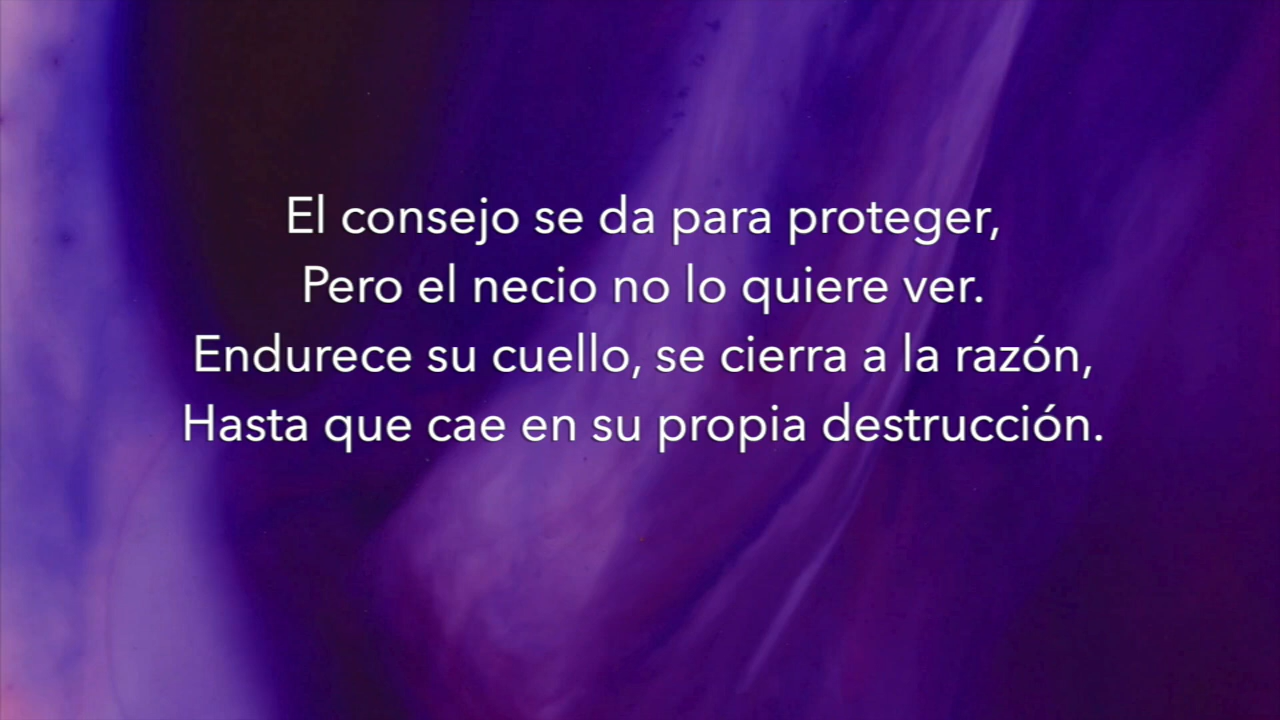 El consejo se da para proteger,
Pero el necio no lo quiere ver.
Endurece su cuello, se cierra a la razón,
Hasta que cae en su propia destrucción.